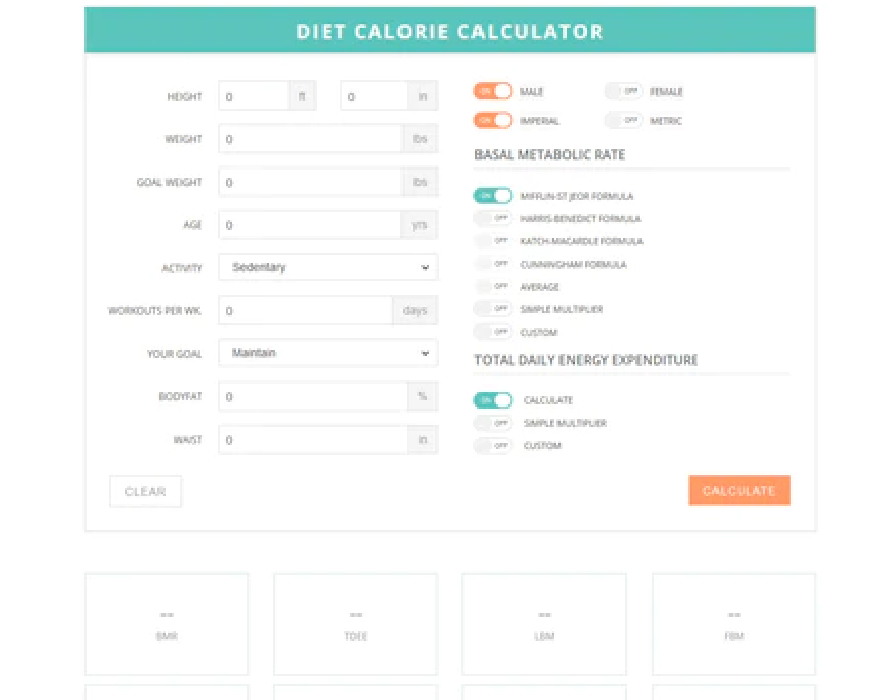 DIET CALORIE CALCULATOR
HEIGHT 0 ft 0 in
WEIGHT 0 lbs
GOAL WEIGHT 0 lbs
AGE 0 yrs
ACTIVITY Sedentary
WORKOUTS PER WK. 0 days
YOUR GOAL Maintain
BODYFAT 0 %
WAIST 0 in
CLEAR
ON MALE OFF FEMALE
ON IMPERIAL OFF METRIC
BASAL METABOLIC RATE
ON MIFFLIN-ST JEOR FORMULA
OFF HARRIS-BENEDICT FORMULA
OFF KATCH-MACARDLE FORMULA
OFF CUNNINGHAM FORMULA
OFF AVERAGE
OFF SIMPLE MULTIPLIER
OFF CUSTOM
TOTAL DAILY ENERGY EXPENDITURE
ON CALCULATE
OFF SIMPLE MULTIPLIER
OFF CUSTOM
CALCULATE
-- -- -- --
BMR TDEE LBM FBM